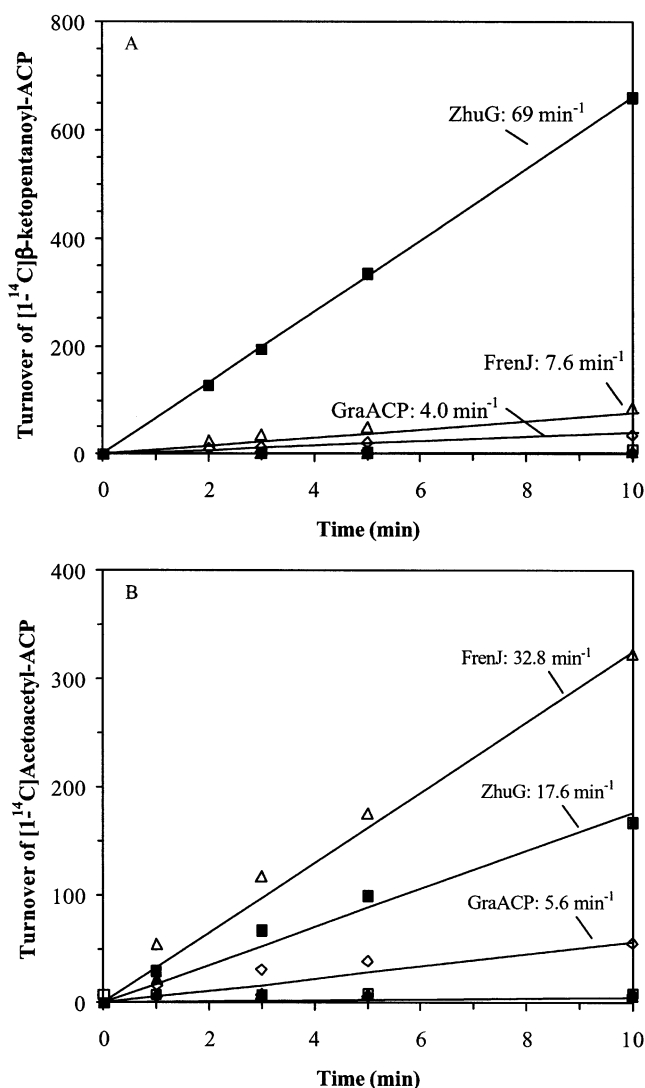 A
Turnover of [1-¹⁴C]β-ketopentanoyl-ACP
800
600
400
200
0
ZhuG: 69 min⁻¹
FrenJ: 7.6 min⁻¹
GraACP: 4.0 min⁻¹
0 2 4 6 8 10
Time (min)
B
Turnover of [1-¹⁴C]Acetoacetyl-ACP
400
300
200
100
0
FrenJ: 32.8 min⁻¹
ZhuG: 17.6 min⁻¹
GraACP: 5.6 min⁻¹
0 2 4 6 8 10
Time (min)